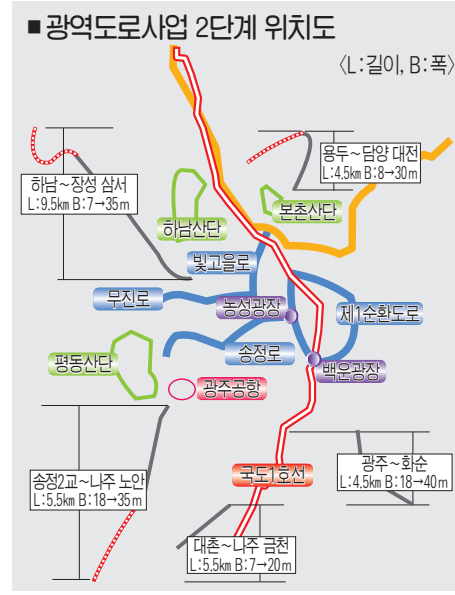 ■ 광역도로사업 2단계 위치도
〈L:길이, B:폭〉
용두~담양 대전
L:4.5㎞ B:8→30m
하남~장성 삼서
L:9.5㎞ B:7→35m
하남산단
본촌산단
빛고을로
무진로
농성광장
제1순환도로
송정로
평동산단
백운광장
광주공항
국도1호선
광주~화순
L:4.5㎞ B:18→40m
송정2교~나주 노안
L:5.5㎞ B:18→35m
대촌~나주 금천
L:5.5㎞ B:7→20m